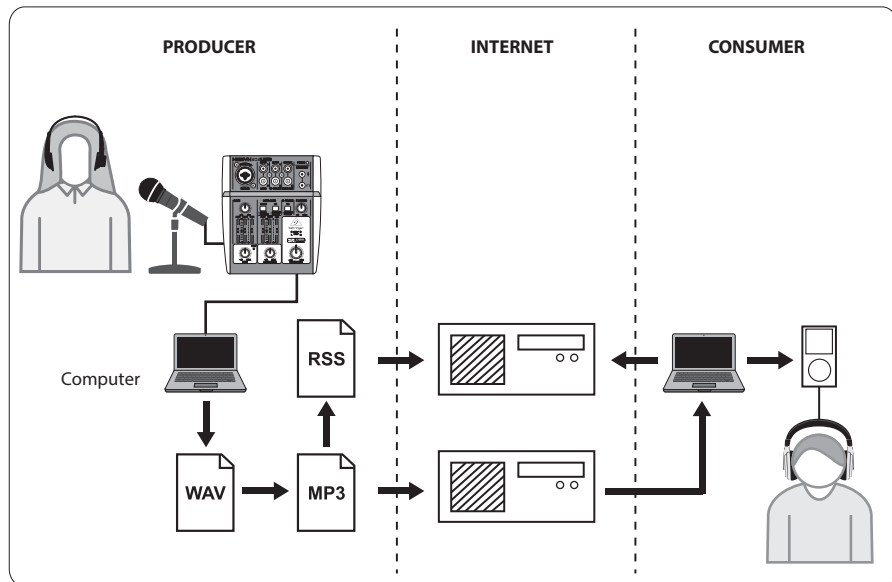 PRODUCER
INTERNET
CONSUMER
Computer
RSS
WAV
MP3